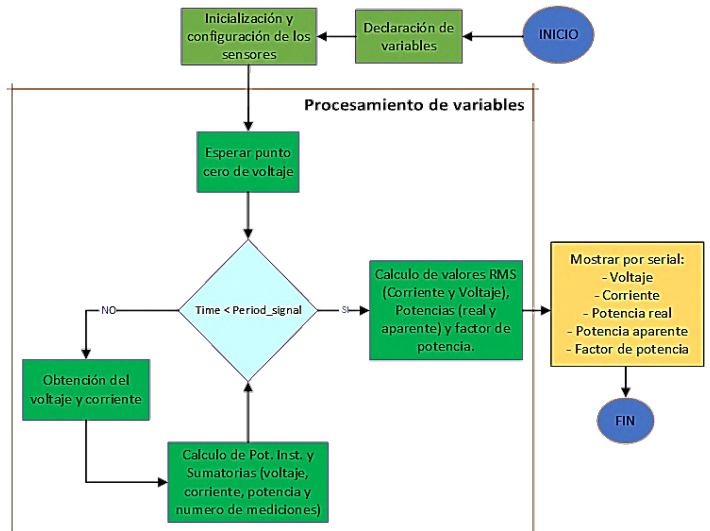 INICIO
Declaración de
variables
Inicialización y
configuración de los
sensores
Procesamiento de variables
Esperar punto
cero de voltaje
Time < Period_signal
NO
SI
Obtención del
voltaje y corriente
Calculo de Pot. Inst. y
Sumatorias (voltaje,
corriente, potencia y
numero de mediciones)
Calculo de valores RMS
(Corriente y Voltaje),
Potencias (real y
aparente) y factor de
potencia.
Mostrar por serial:
- Voltaje
- Corriente
- Potencia real
- Potencia aparente
- Factor de potencia
FIN